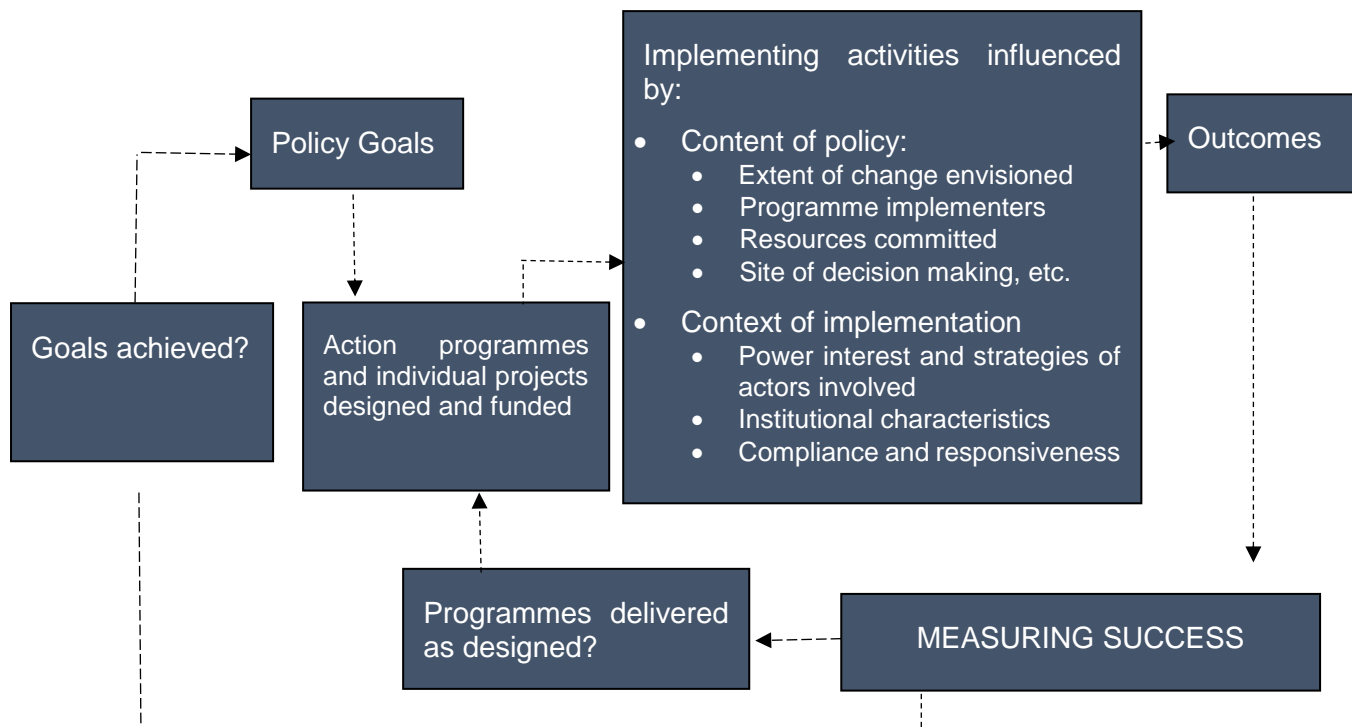 Policy Goals
Goals achieved?
Action programmes
and individual projects
designed and funded
Implementing activities influenced
by:
• Content of policy:
• Extent of change envisioned
• Programme implementers
• Resources committed
• Site of decision making, etc.
• Context of implementation
• Power interest and strategies of
actors involved
• Institutional characteristics
• Compliance and responsiveness
Outcomes
Programmes delivered
as designed?
MEASURING SUCCESS